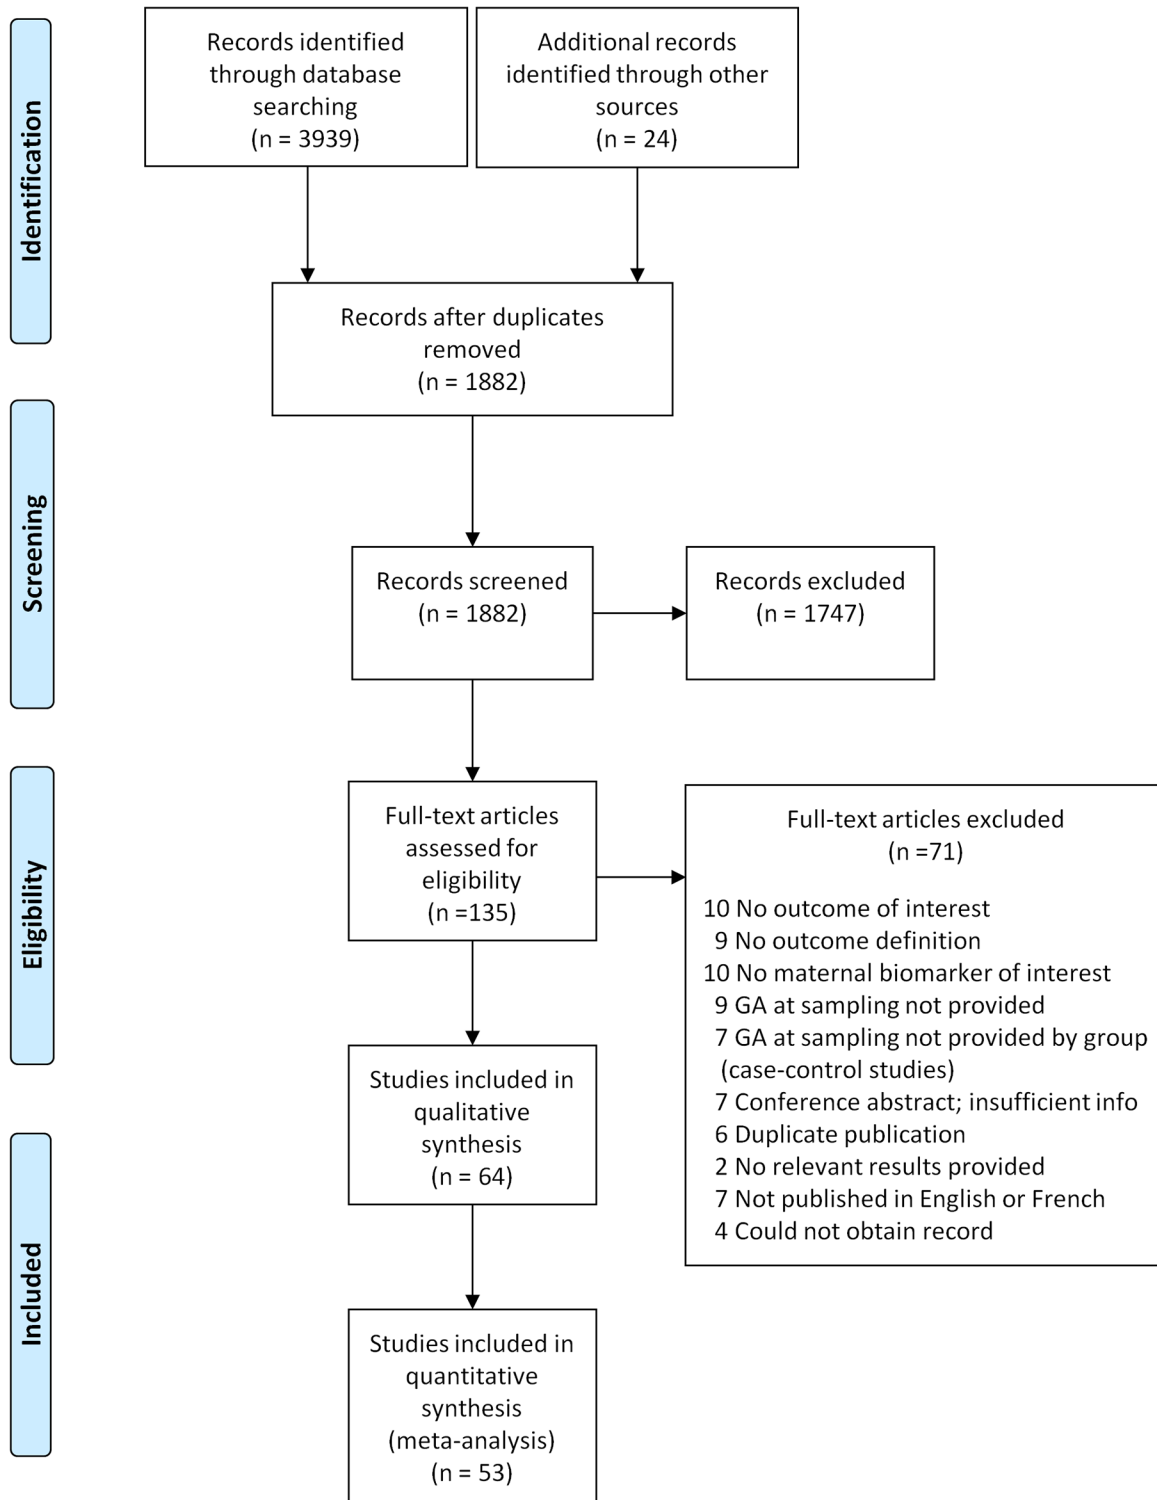 Identification
Records identified
through database
searching
(n = 3939)
Additional records
identified through other
sources
(n = 24)
Records after duplicates
removed
(n = 1882)
Screening
Records screened
(n = 1882)
Records excluded
(n = 1747)
Eligibility
Full-text articles
assessed for
eligibility
(n =135)
Full-text articles excluded
(n =71)
10 No outcome of interest
9 No outcome definition
10 No maternal biomarker of interest
9 GA at sampling not provided
7 GA at sampling not provided by group
(case-control studies)
7 Conference abstract; insufficient info
6 Duplicate publication
2 No relevant results provided
7 Not published in English or French
4 Could not obtain record
Studies included in
qualitative
synthesis
(n = 64)
Included
Studies included in
quantitative
synthesis
(meta-analysis)
(n = 53)